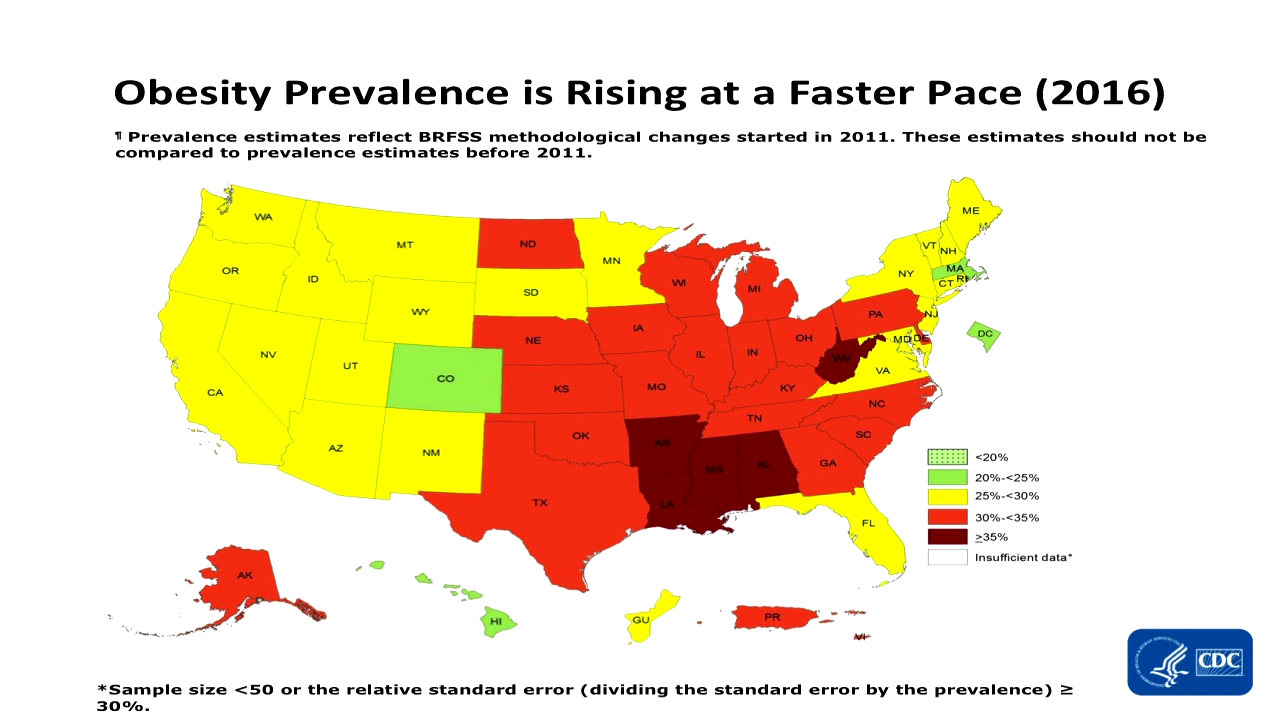 Obesity Prevalence is Rising at a Faster Pace (2016)
¶ Prevalence estimates reflect BRFSS methodological changes started in 2011. These estimates should not be
compared to prevalence estimates before 2011.
WA
MT
ND
MN
ME
VT
NH
OR
ID
SD
WI
MI
NY
MA
RI
CT
WY
NE
IA
PA
NJ
NV
UT
CO
IL
IN
OH
MD
DE
DC
CA
KS
MO
KY
WV
VA
AZ
NM
OK
AR
TN
NC
SC
TX
LA
MS
AL
GA
FL
<20%
20%-<25%
25%-<30%
30%-<35%
≥35%
Insufficient data*
AK
HI
GU
PR
VI
CDC
*Sample size <50 or the relative standard error (dividing the standard error by the prevalence) ≥
30%.